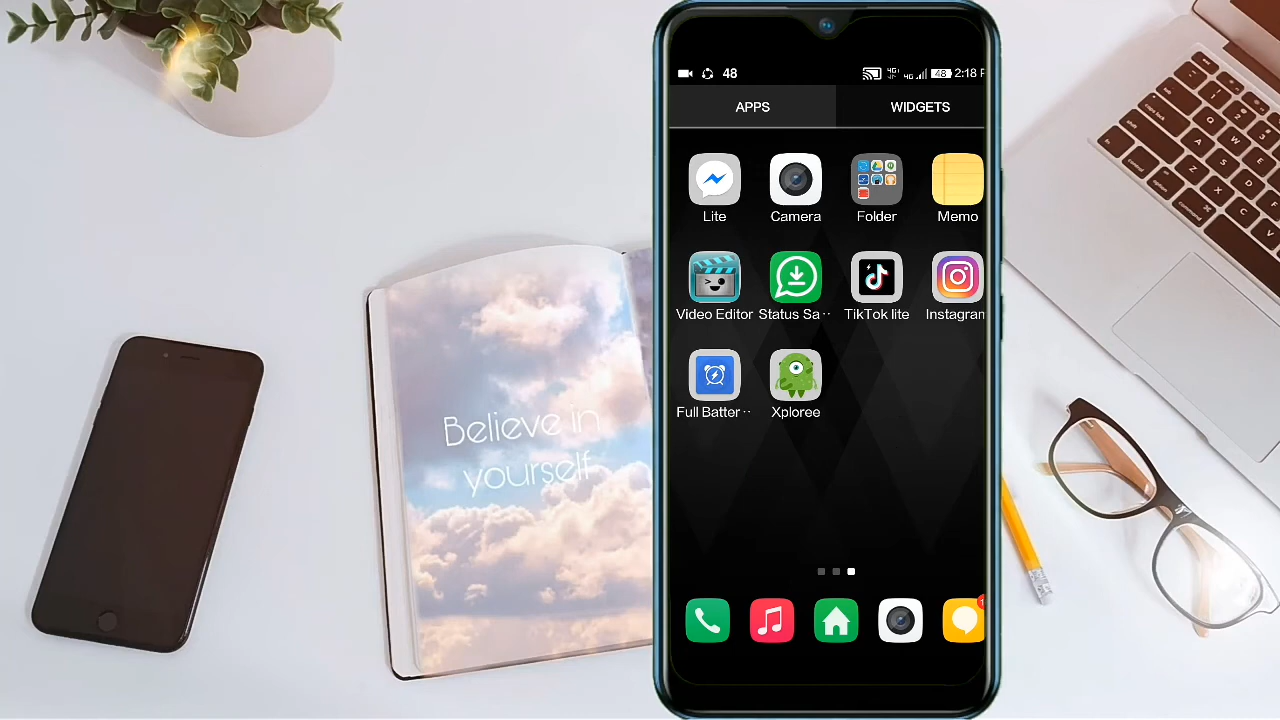 48 48 2:18 P
APPS WIDGETS
Lite Camera Folder Memo
Video Editor Status Sa·· TikTok lite Instagram
Full Batter·· Xploree
Believe in
yourself